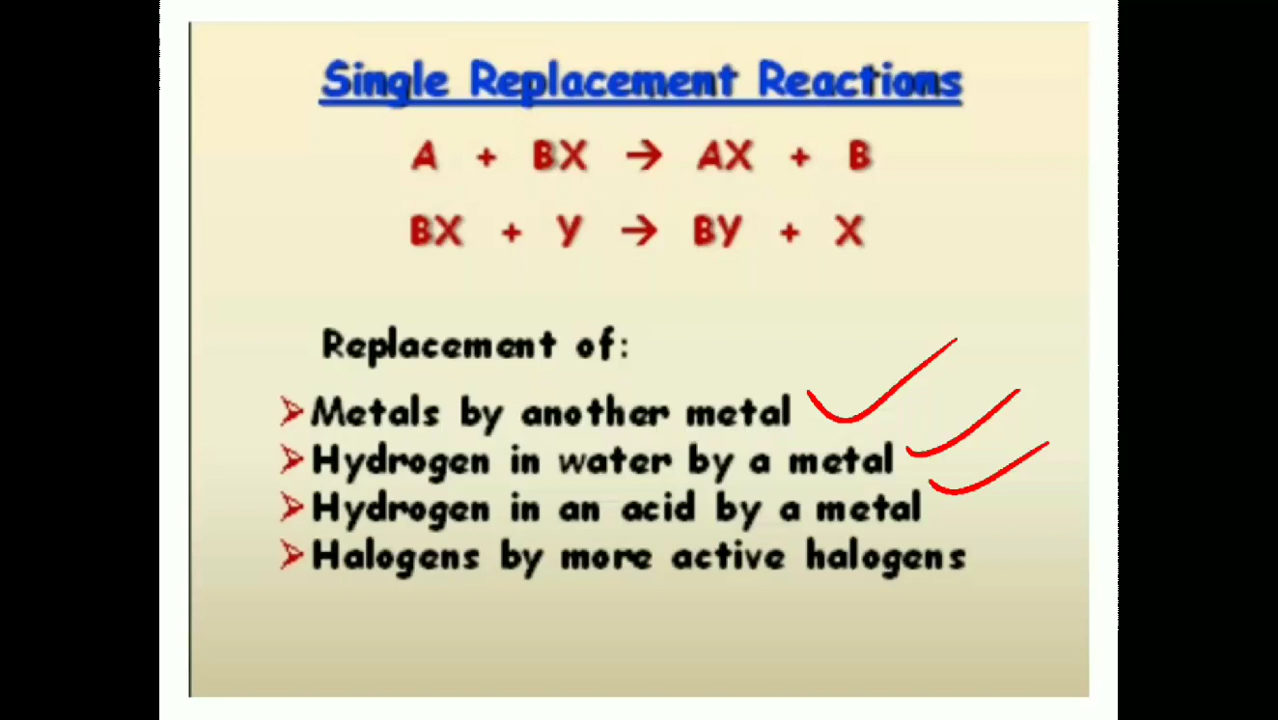 Single Replacement Reactions
A + BX → AX + B
BX + Y → BY + X
Replacement of:
➢ Metals by another metal
➢ Hydrogen in water by a metal
➢ Hydrogen in an acid by a metal
➢ Halogens by more active halogens